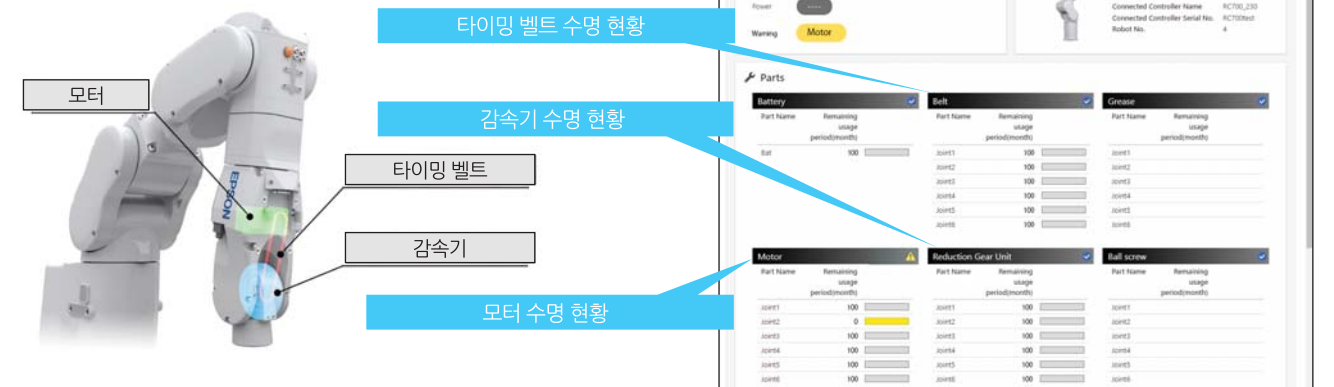 모터
EPSON
타이밍 벨트
감속기
타이밍 벨트 수명 현황
감속기 수명 현황
모터 수명 현황
Power
-----
Warning Motor
Connected Controller Name RC700_230
Connected Controller Serial No. RC700test
Robot No. 4
Parts
Battery
Part Name Remaining
usage
period(month)
Bat 100
Belt
Part Name Remaining
usage
period(month)
Joint1 100
Joint2 100
Joint3 100
Joint4 100
Joint5 100
Joint6 100
Grease
Part Name Remaining
usage
period(month)
Joint1
Joint2
Joint3
Joint4
Joint5
Joint6
Motor
Part Name Remaining
usage
period(month)
Joint1 100
Joint2 0
Joint3 100
Joint4 100
Joint5 100
Joint6 100
Reduction Gear Unit
Part Name Remaining
usage
period(month)
Joint1 100
Joint2 100
Joint3 100
Joint4 100
Joint5 100
Joint6 100
Ball screw
Part Name Remaining
usage
period(month)
Joint1
Joint2
Joint3
Joint4
Joint5
Joint6